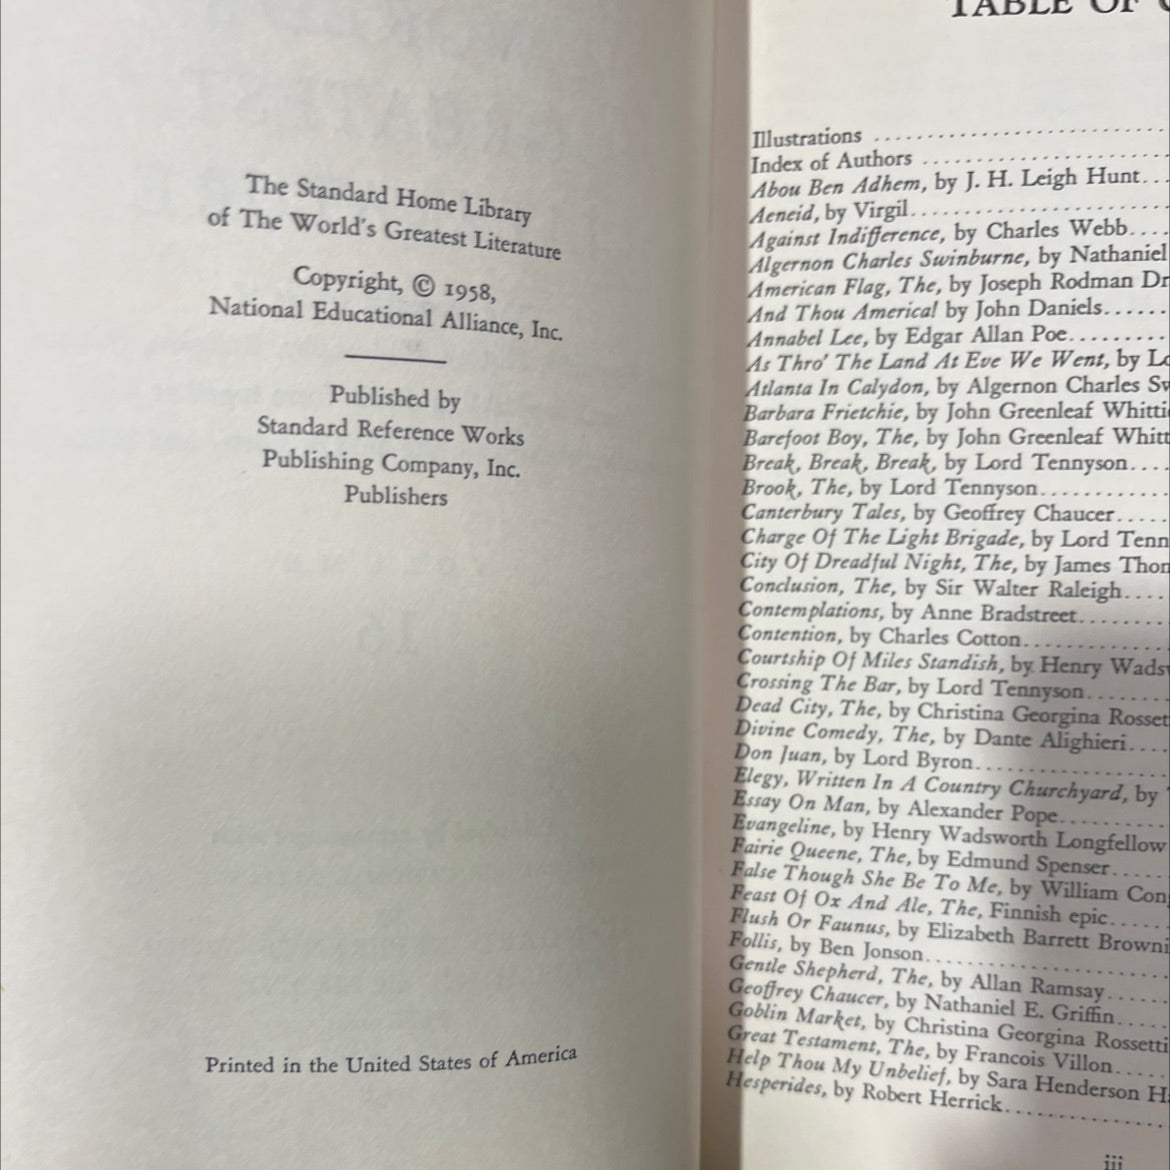 The Standard Home Library
of The World's Greatest Literature
Copyright, © 1958,
National Educational Alliance, Inc.
Published by
Standard Reference Works
Publishing Company, Inc.
Publishers
Printed in the United States of America
TABLE OF
Illustrations
Index of Authors
Abou Ben Adhem, by J. H. Leigh Hunt
Aeneid, by Virgil
Against Indifference, by Charles Webb
Algernon Charles Swinburne, by Nathaniel
American Flag, The, by Joseph Rodman Dr
And Thou America! by John Daniels
Annabel Lee, by Edgar Allan Poe
As Thro' The Land At Eve We Went, by Lo
Atlanta In Calydon, by Algernon Charles Sw
Barbara Frietchie, by John Greenleaf Whitti
Barefoot Boy, The, by John Greenleaf Whitt
Break, Break, Break, by Lord Tennyson
Brook, The, by Lord Tennyson
Canterbury Tales, by Geoffrey Chaucer
Charge Of The Light Brigade, by Lord Tenn
City Of Dreadful Night, The, by James Thom
Conclusion, The, by Sir Walter Raleigh
Contemplations, by Anne Bradstreet
Contention, by Charles Cotton
Courtship Of Miles Standish, by Henry Wadsw
Crossing The Bar, by Lord Tennyson
Dead City, The, by Christina Georgina Rosset
Divine Comedy, The, by Dante Alighieri
Don Juan, by Lord Byron
Elegy, Written In A Country Churchyard, by
Essay On Man, by Alexander Pope
Evangeline, by Henry Wadsworth Longfellow
Fairie Queene, The, by Edmund Spenser
False Though She Be To Me, by William Con
Feast Of Ox And Ale, The, Finnish epic
Flush Or Faunus, by Elizabeth Barrett Browni
Follis, by Ben Jonson
Gentle Shepherd, The, by Allan Ramsay
Geoffrey Chaucer, by Nathaniel E. Griffin
Goblin Market, by Christina Georgina Rossetti
Great Testament, The, by Francois Villon
Help Thou My Unbelief, by Sara Henderson H
Hesperides, by Robert Herrick
iii